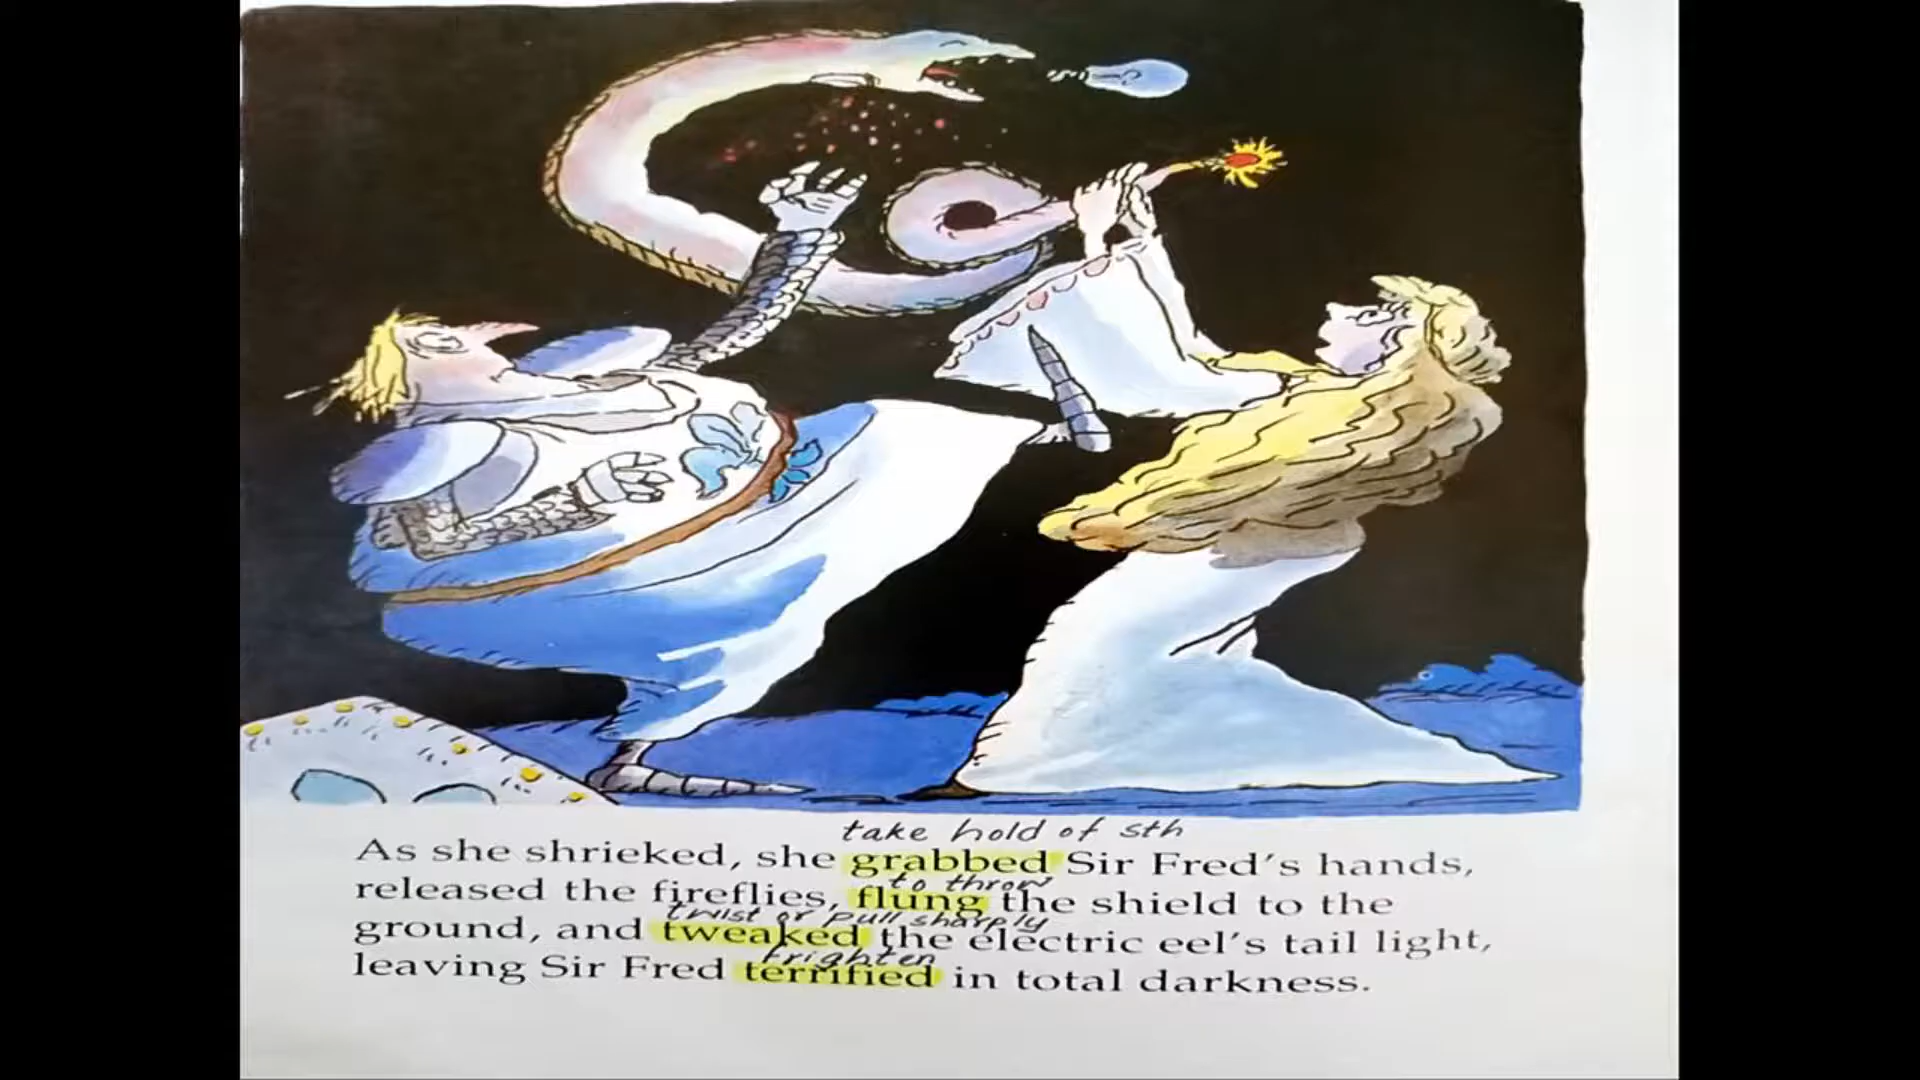 take hold of sth
As she shrieked, she grabbed Sir Fred's hands,
to throw
released the fireflies, flung the shield to the
twist or pull sharply
ground, and tweaked the electric eel's tail light,
frighten
leaving Sir Fred terrified in total darkness.